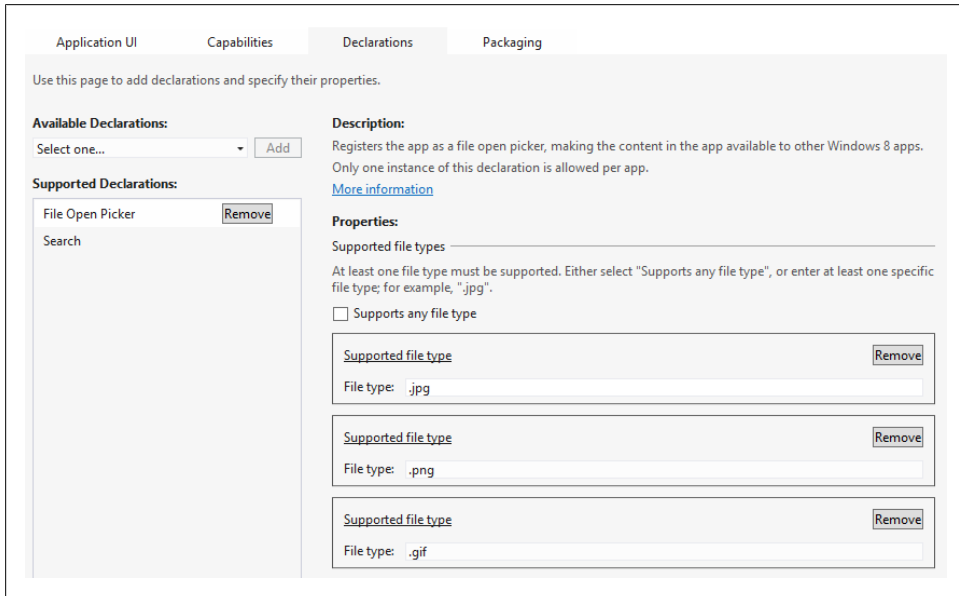 Application UI Capabilities Declarations Packaging
Use this page to add declarations and specify their properties.
Available Declarations:
Select one... Add
Supported Declarations:
File Open Picker Remove
Search
Description:
Registers the app as a file open picker, making the content in the app available to other Windows 8 apps.
Only one instance of this declaration is allowed per app.
More information
Properties:
Supported file types
At least one file type must be supported. Either select "Supports any file type", or enter at least one specific
file type; for example, ".jpg".
Supports any file type
Supported file type Remove
File type: .jpg
Supported file type Remove
File type: .png
Supported file type Remove
File type: .gif